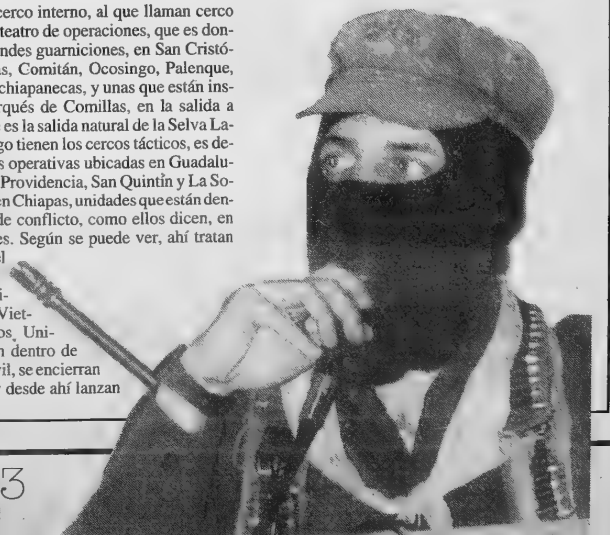 cerco interno, al que llaman cerco
teatro de operaciones, que es don-
ndes guarniciones, en San Cristó-
as, Comitán, Ocosingo, Palenque,
chiapanecas, y unas que están ins-
rqués de Comillas, en la salida a
e es la salida natural de la Selva La-
go tienen los cercos tácticos, es de-
s operativas ubicadas en Guadalu-
Providencia, San Quintín y La So-
en Chiapas, unidades que están den-
de conflicto, como ellos dicen, en
es. Según se puede ver, ahí tratan
el
i-
Viet-
os, Uni-
n dentro de
vil, se encierran
desde ahí lanzan
3